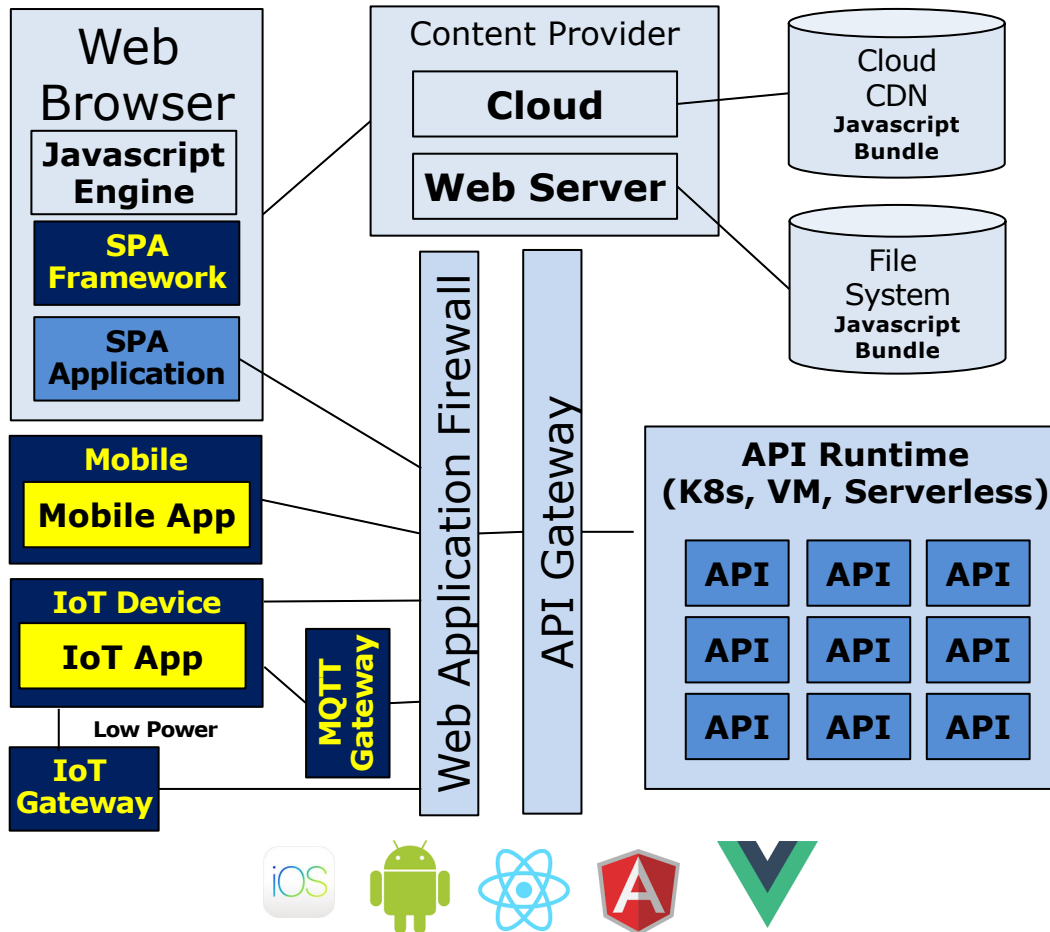 Web
Browser
Javascript
Engine
SPA
Framework
SPA
Application
Content Provider
Cloud
Web Server
Cloud
CDN
Javascript
Bundle
File
System
Javascript
Bundle
Mobile
Mobile App
IoT Device
IoT App
Low Power
IoT
Gateway
MQTT
Gateway
Web Application Firewall
API Gateway
API Runtime
(K8s, VM, Serverless)
API API API
API API API
API API API
iOS
A